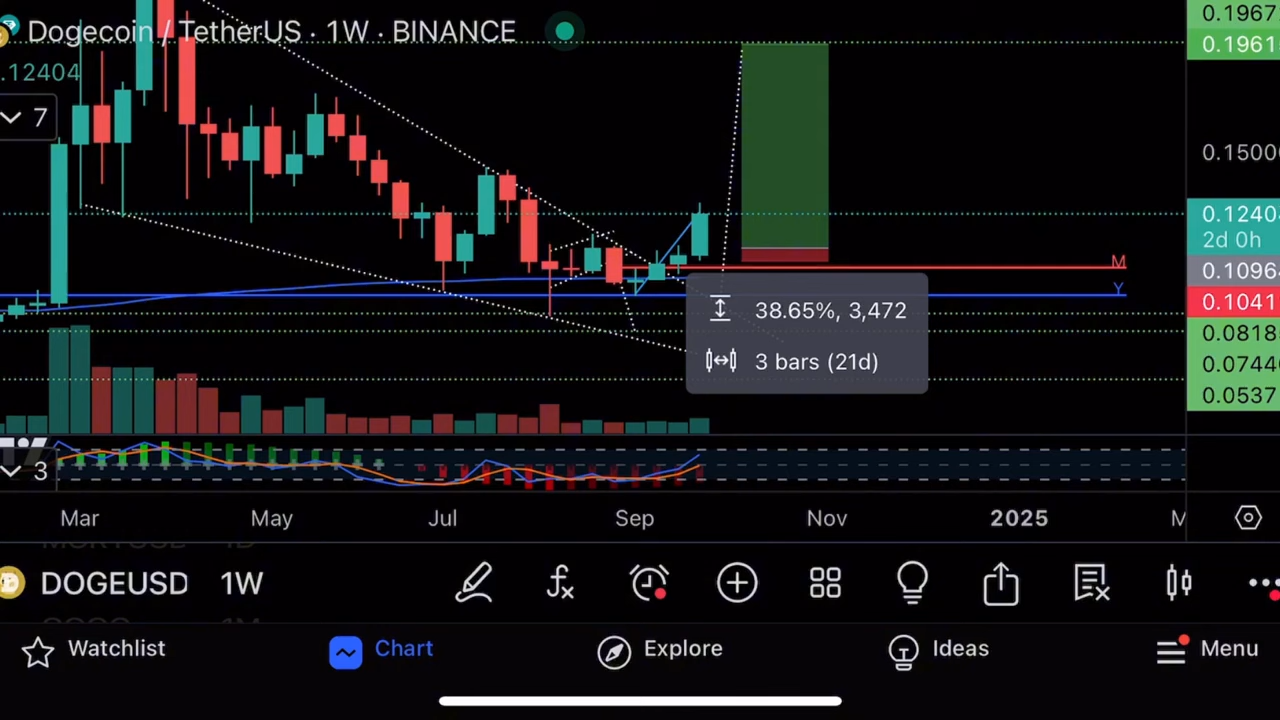 Dogecoin / TetherUS · 1W · BINANCE
0.1967
0.1961
.12404
7
0.1500
0.1240
2d 0h
M
0.1096
Y
0.1041
38.65%, 3,472
0.0818
3 bars (21d)
0.0744
0.0537
3
Mar
May
Jul
Sep
Nov
2025
M
DOGEUSD 1W
Watchlist
Chart
Explore
Ideas
Menu